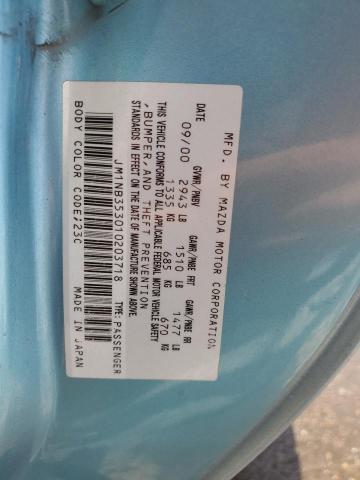 MFD. BY MAZDA MOTOR CORPORATION
DATE GVWR/PNBV GAWR/PNBE FRT GAWR/PNBE RR
09/00 2943 LB 1510 LB 1477 LB
1335 KG 685 KG 670 KG
THIS VEHICLE CONFORMS TO ALL APPLICABLE FEDERAL MOTOR VEHICLE SAFETY
,BUMPER,AND THEFT PREVENTION
STANDARDS IN EFFECT ON THE DATE OF MANUFACTURE SHOWN ABOVE.
JM1NB353010203718 TYPE:PASSENGER
BODY COLOR CODE;23C MADE IN JAPAN